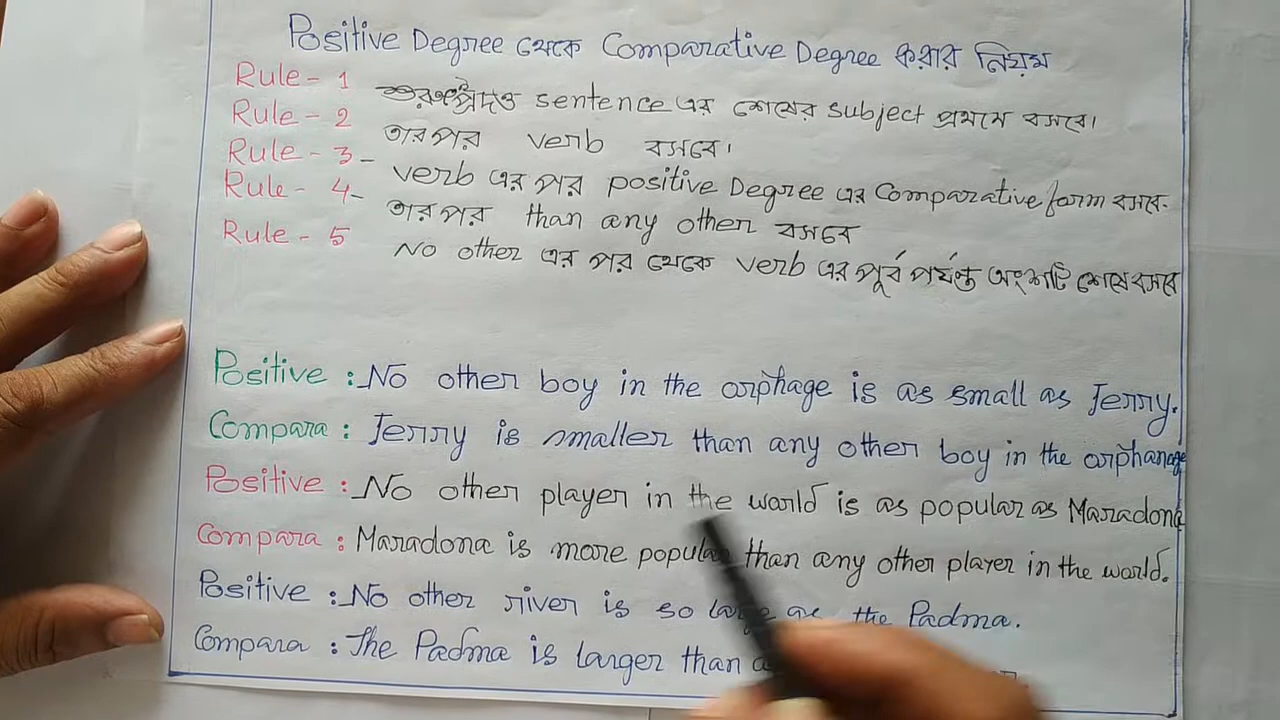 Positive Degree থেকে Comparative Degree করার নিয়ম
Rule - 1 প্রদত্ত sentence এর শেষের subject প্রথমে বসবে।
Rule - 2 তারপর verb বসবে।
Rule - 3 - verb এর পর positive Degree এর Comparative form বসবে.
Rule - 4 - তারপর than any other বসবে
Rule - 5 No other এর পর থেকে verb এর পূর্ব পর্যন্ত অংশটি শেষে বসবে
Positive : No other boy in the orphage is as small as Jerry.
Compara : Jerry is smaller than any other boy in the orphanage
Positive : No other player in the world is as popular as Maradona
Compara : Maradona is more popular than any other player in the world.
Positive : No other river is so large as the Padma.
Compara : The Padma is larger than